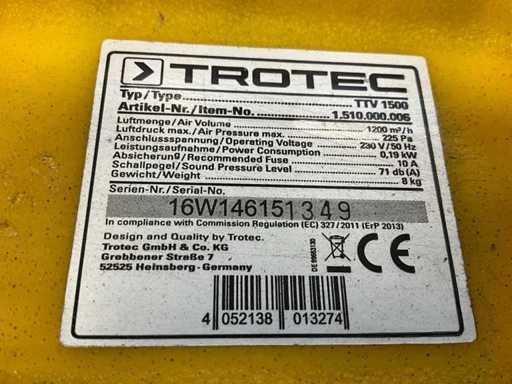 TROTEC
Typ/Type TTV 1500
Artikel-Nr./Item-No. 1.510.000.006
Luftmenge/Air Volume 1200 m³/h
Luftdruck max./Air Pressure max. 225 Pa
Anschlussspannung/Operating Voltage 230 V/50 Hz
Leistungsaufnahme/Power Consumption 0,19 kW
Absicherung/Recommended Fuse 10 A
Schallpegel/Sound Pressure Level 71 db(A)
Gewicht/Weight 8 kg
Serien-Nr./Serial-No.
16W146151349
In compliance with Commission Regulation (EC) 327/2011 (ErP 2013)
Design and Quality by Trotec.
Trotec GmbH & Co. KG
Grebbener Straße 7
52525 Heinsberg-Germany
DE 99663130
CE
4 052138 013274